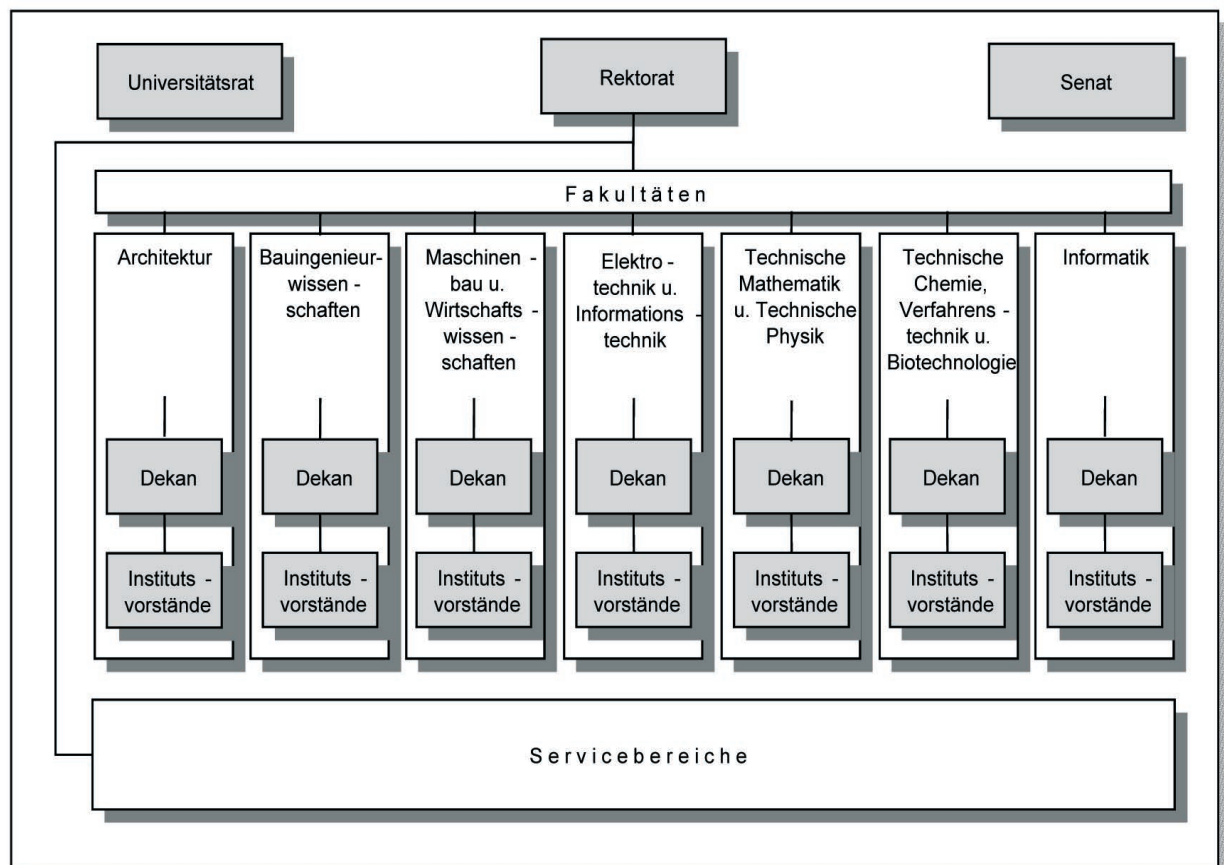 Universitätsrat
Rektorat
Senat
Fakultäten
Architektur
Bauingenieur-
wissen -
schaften
Maschinen -
bau u.
Wirtschafts -
wissen -
schaften
Elektro -
technik u.
Informations -
technik
Technische
Mathematik
u. Technische
Physik
Technische
Chemie,
Verfahrens -
technik u.
Biotechnologie
Informatik
Dekan
Dekan
Dekan
Dekan
Dekan
Dekan
Dekan
Instituts -
vorstände
Instituts -
vorstände
Instituts -
vorstände
Instituts -
vorstände
Instituts -
vorstände
Instituts -
vorstände
Instituts -
vorstände
Servicebereiche